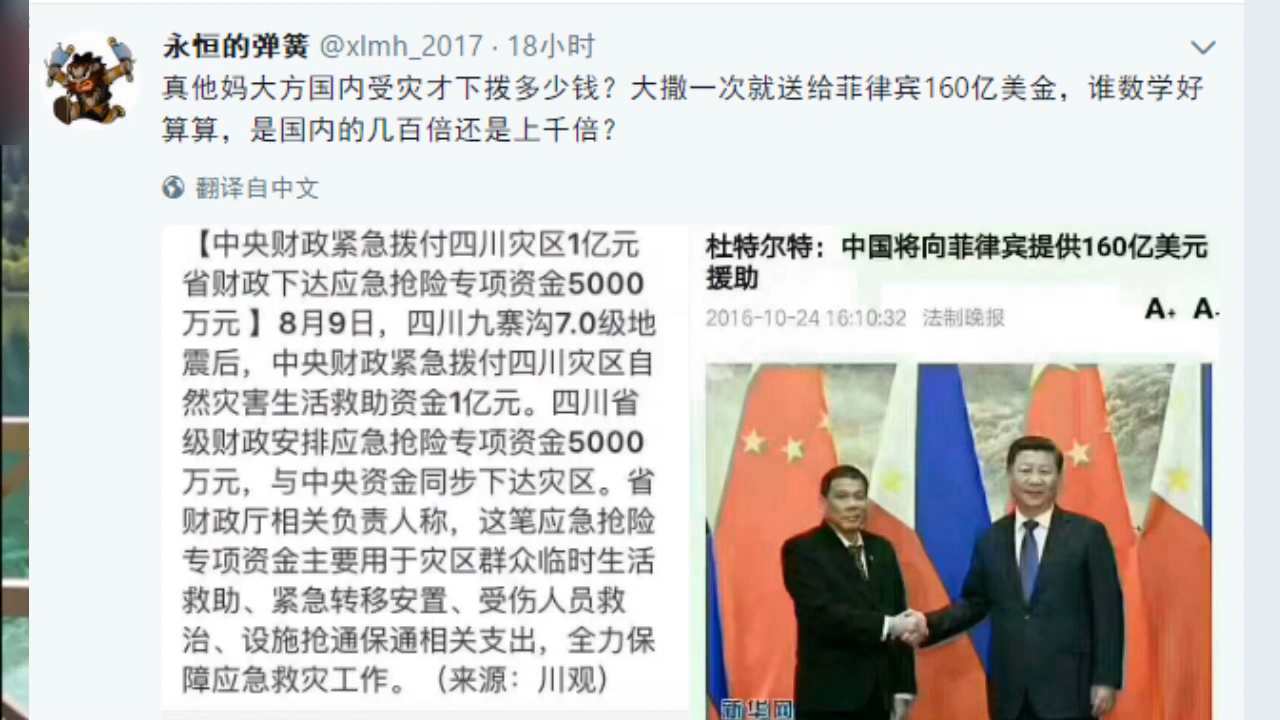 永恒的弹簧 @xlmh_2017 · 18小时
真他妈大方国内受灾才下拨多少钱？大撒一次就送给菲律宾160亿美金，谁数学好
算算，是国内的几百倍还是上千倍？
翻译自中文
【中央财政紧急拨付四川灾区1亿元
省财政下达应急抢险专项资金5000
万元】8月9日，四川九寨沟7.0级地
震后，中央财政紧急拨付四川灾区自
然灾害生活救助资金1亿元。四川省
级财政安排应急抢险专项资金5000
万元，与中央资金同步下达灾区。省
财政厅相关负责人称，这笔应急抢险
专项资金主要用于灾区群众临时生活
救助、紧急转移安置、受伤人员救
治、设施抢通保通相关支出，全力保
障应急救灾工作。（来源：川观）
杜特尔特：中国将向菲律宾提供160亿美元
援助
2016-10-24 16:10:32 法制晚报
A+ A-
新华网